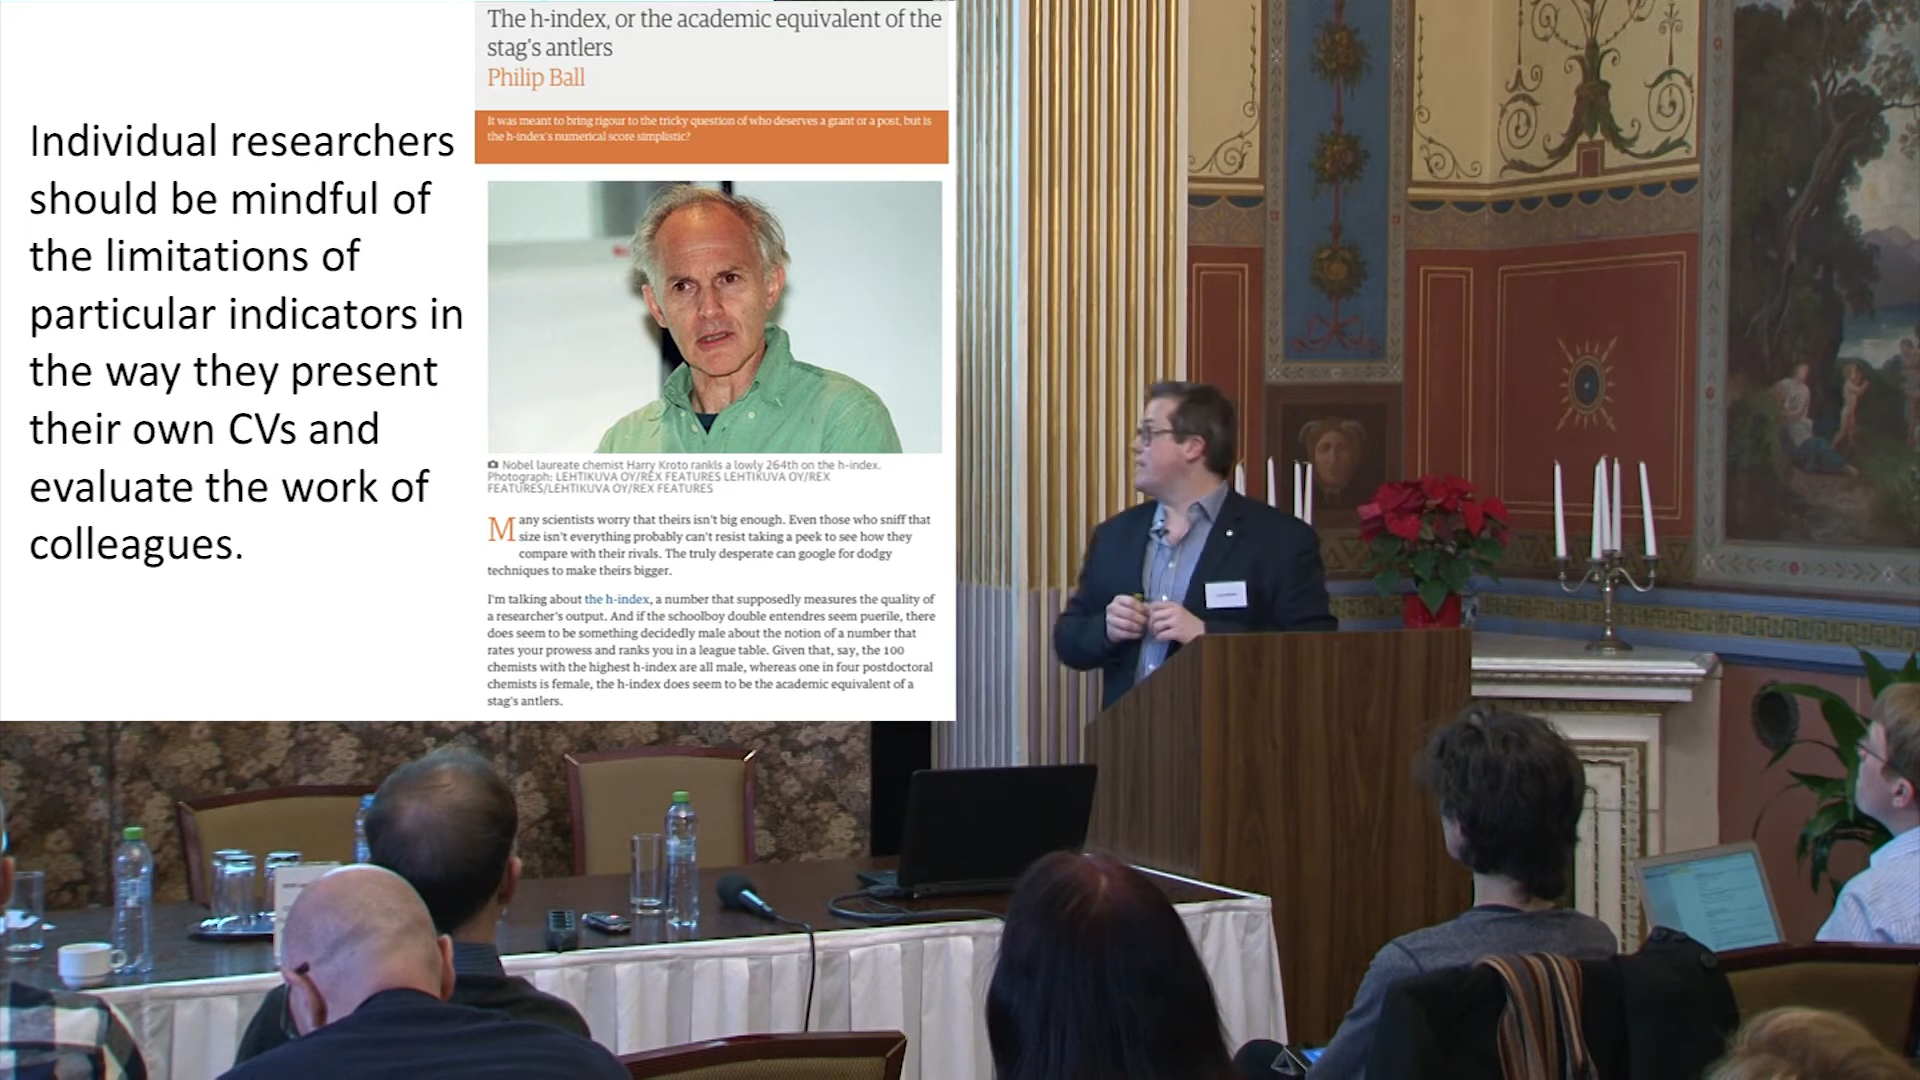 Individual researchers
should be mindful of
the limitations of
particular indicators in
the way they present
their own CVs and
evaluate the work of
colleagues.
The h-index, or the academic equivalent of the
stag's antlers
Philip Ball
It was meant to bring rigour to the tricky question of who deserves a grant or a post, but is
the h-index's numerical score simplistic?
Nobel laureate chemist Harry Kroto rankls a lowly 264th on the h-index.
Photograph: LEHTIKUVA OY/REX FEATURES LEHTIKUVA OY/REX
FEATURES/LEHTIKUVA OY/REX FEATURES
Many scientists worry that theirs isn't big enough. Even those who sniff that
size isn't everything probably can't resist taking a peek to see how they
compare with their rivals. The truly desperate can google for dodgy
techniques to make theirs bigger.
I'm talking about the h-index, a number that supposedly measures the quality of
a researcher's output. And if the schoolboy double entendres seem puerile, there
does seem to be something decidedly male about the notion of a number that
rates your prowess and ranks you in a league table. Given that, say, the 100
chemists with the highest h-index are all male, whereas one in four postdoctoral
chemists is female, the h-index does seem to be the academic equivalent of a
stag's antlers.